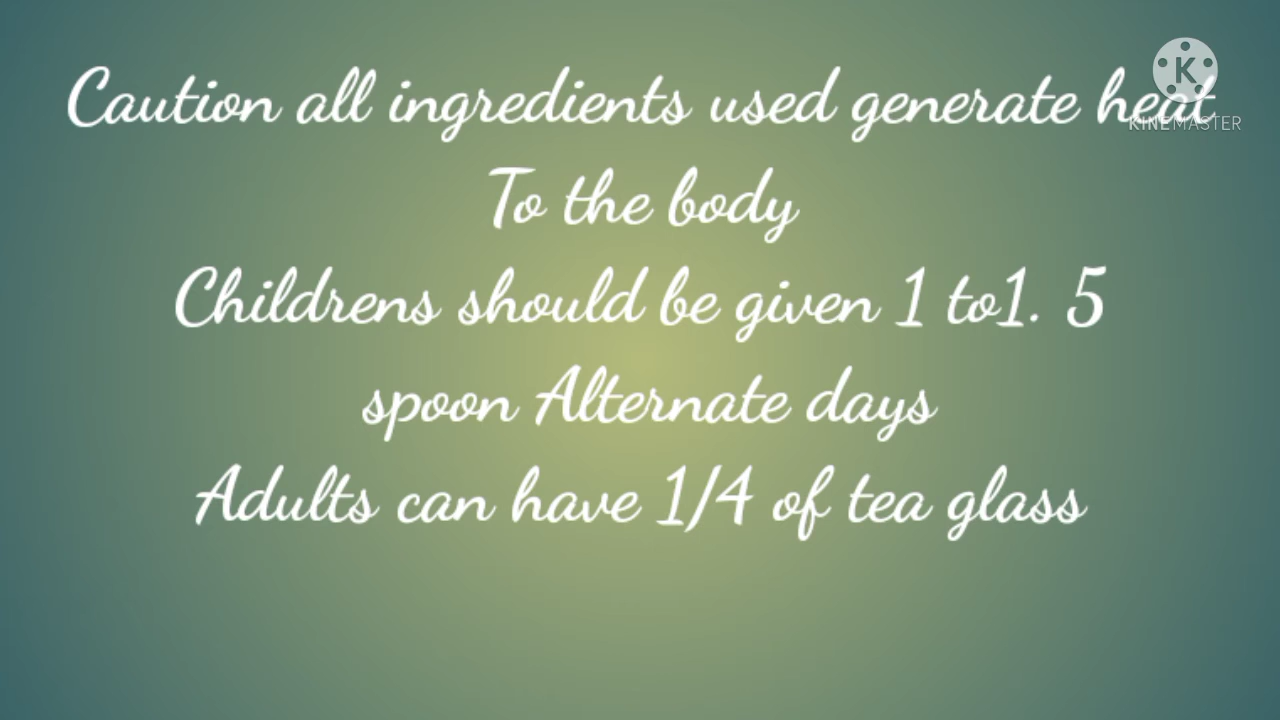 Caution all ingredients used generate heat
To the body
Childrens should be given 1 to1. 5
spoon Alternate days
Adults can have 1/4 of tea glass
K
KINEMASTER